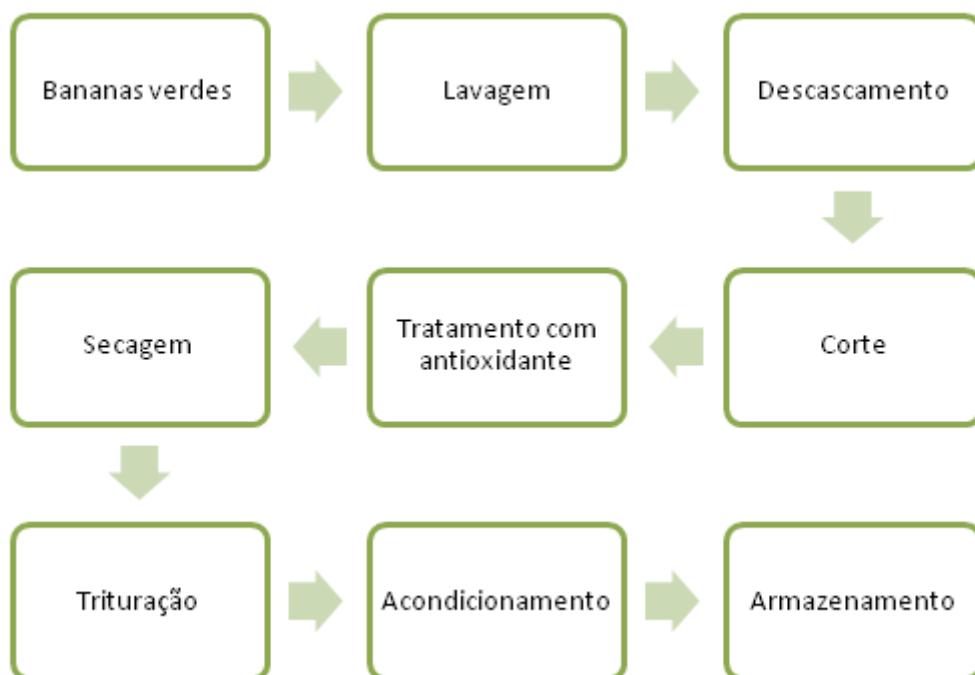 Bananas verdes
Lavagem
Descascamento
Corte
Tratamento com
antioxidante
Secagem
Trituração
Acondicionamento
Armazenamento